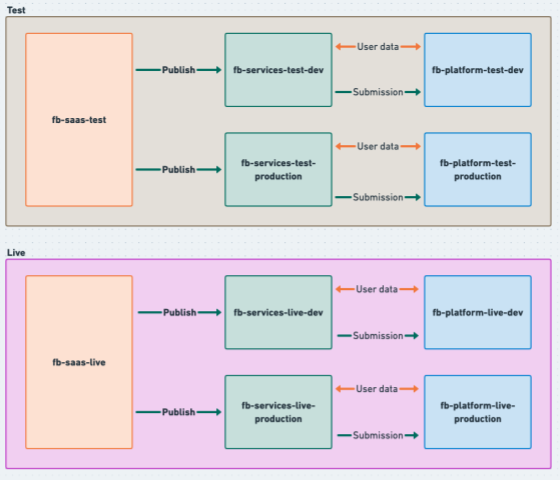 Test
fb-saas-test
Publish
fb-services-test-dev
User data
Submission
fb-platform-test-dev
Publish
fb-services-test-
production
User data
Submission
fb-platform-test-
production
Live
fb-saas-live
Publish
fb-services-live-dev
User data
Submission
fb-platform-live-dev
Publish
fb-services-live-
production
User data
Submission
fb-platform-live-
production